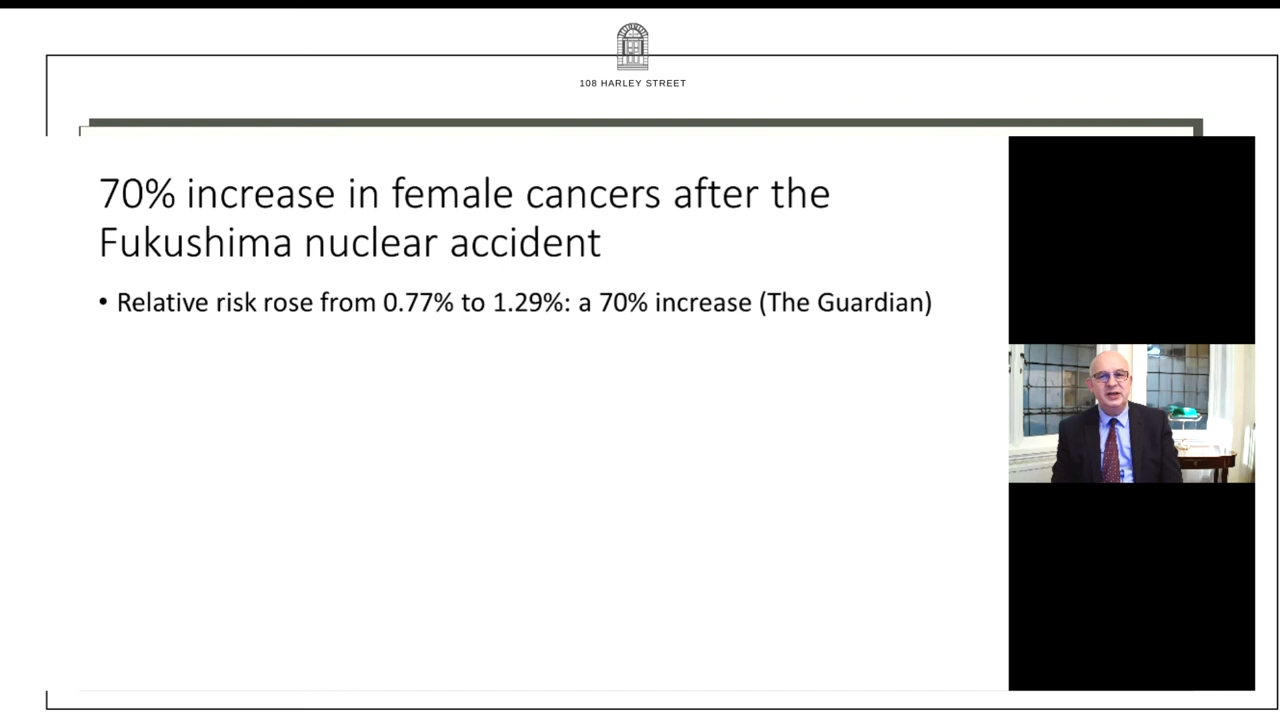 108 HARLEY STREET
70% increase in female cancers after the
Fukushima nuclear accident
• Relative risk rose from 0.77% to 1.29%: a 70% increase (The Guardian)